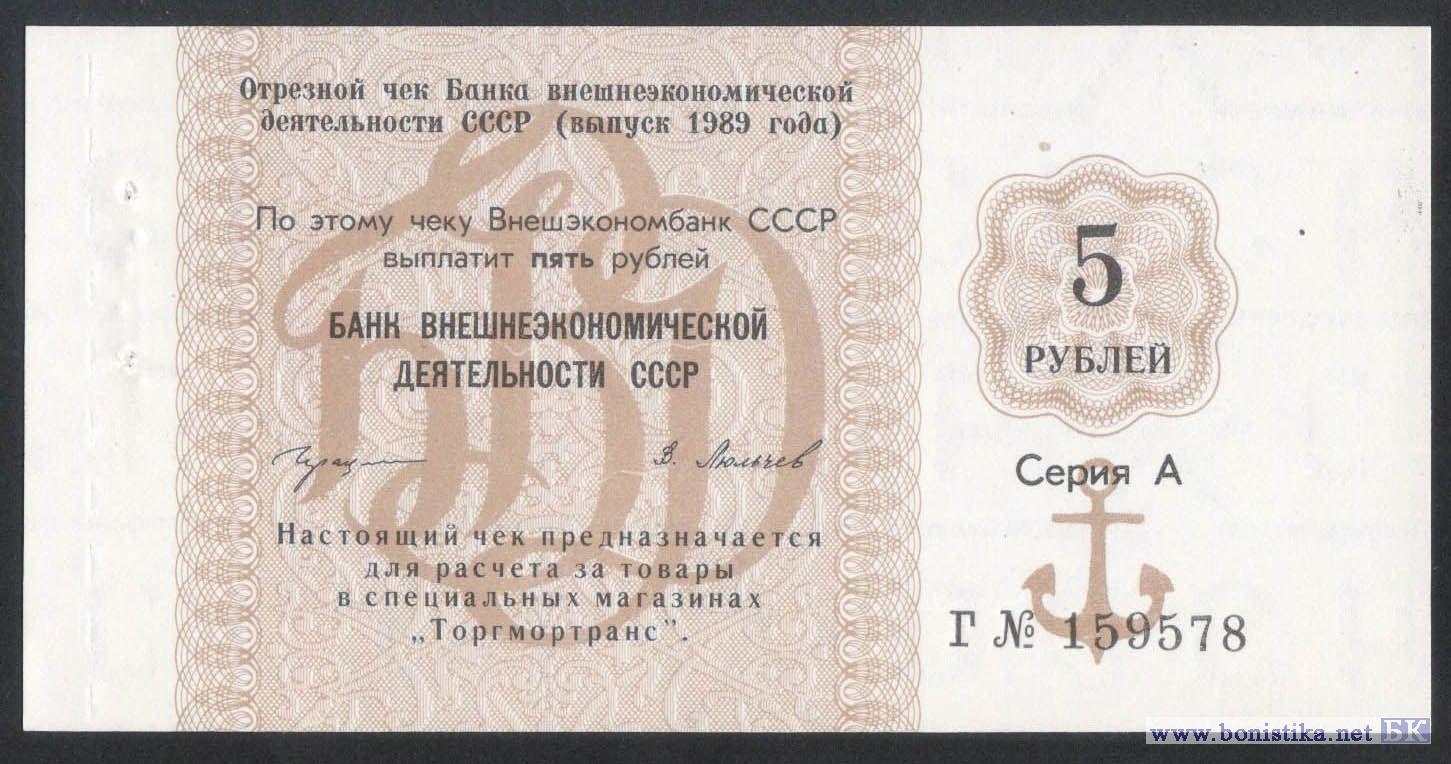 Отрезной чек Банка внешнеэкономической
деятельности СССР (выпуск 1989 года)
По этому чеку Внешэкономбанк СССР
выплатит пять рублей
БАНК ВНЕШНЕЭКОНОМИЧЕСКОЙ
ДЕЯТЕЛЬНОСТИ СССР
В. Люльчев
Настоящий чек предназначается
для расчета за товары
в специальных магазинах
„Торгмортранс”.
5
РУБЛЕЙ
Серия А
Г № 159578
www.bonistika.net БК